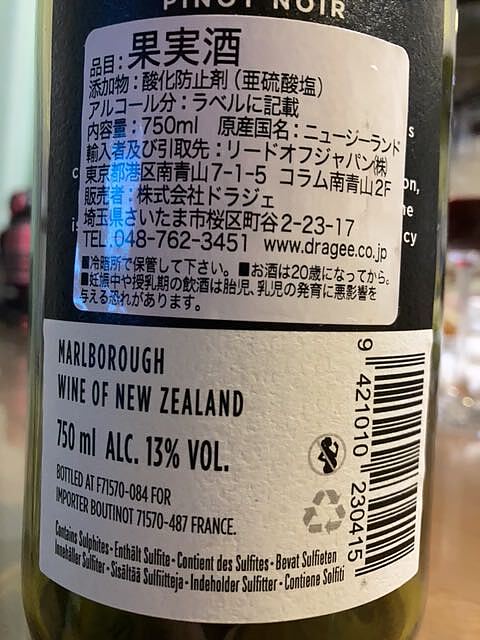 PINOT NOIR
品目：果実酒
添加物：酸化防止剤（亜硫酸塩）
アルコール分：ラベルに記載
内容量：750ml 原産国名：ニュージーランド
輸入者及び引取先：リードオフジャパン㈱
東京都港区南青山7-1-5 コラム南青山2F
販売者：株式会社ドラジェ
埼玉県さいたま市桜区町谷2-23-17
TEL.048-762-3451 www.dragee.co.jp
■冷暗所で保管して下さい。■お酒は20歳になってから。
■妊娠中や授乳期の飲酒は胎児、乳児の発育に悪影響を
与える恐れがあります。
MARLBOROUGH
WINE OF NEW ZEALAND
750 ml ALC. 13% VOL.
BOTTLED AT F71570-084 FOR
IMPORTER BOUTINOT 71570-487 FRANCE.
Contains Sulphites - Enthält Sulfite - Contient des Sulfites - Bevat Sulfieten
Innehåller Sulfiter - Sisältää Sulfiitteja - Indeholder Sulfitter - Contiene Solfiti
9 421010 230415